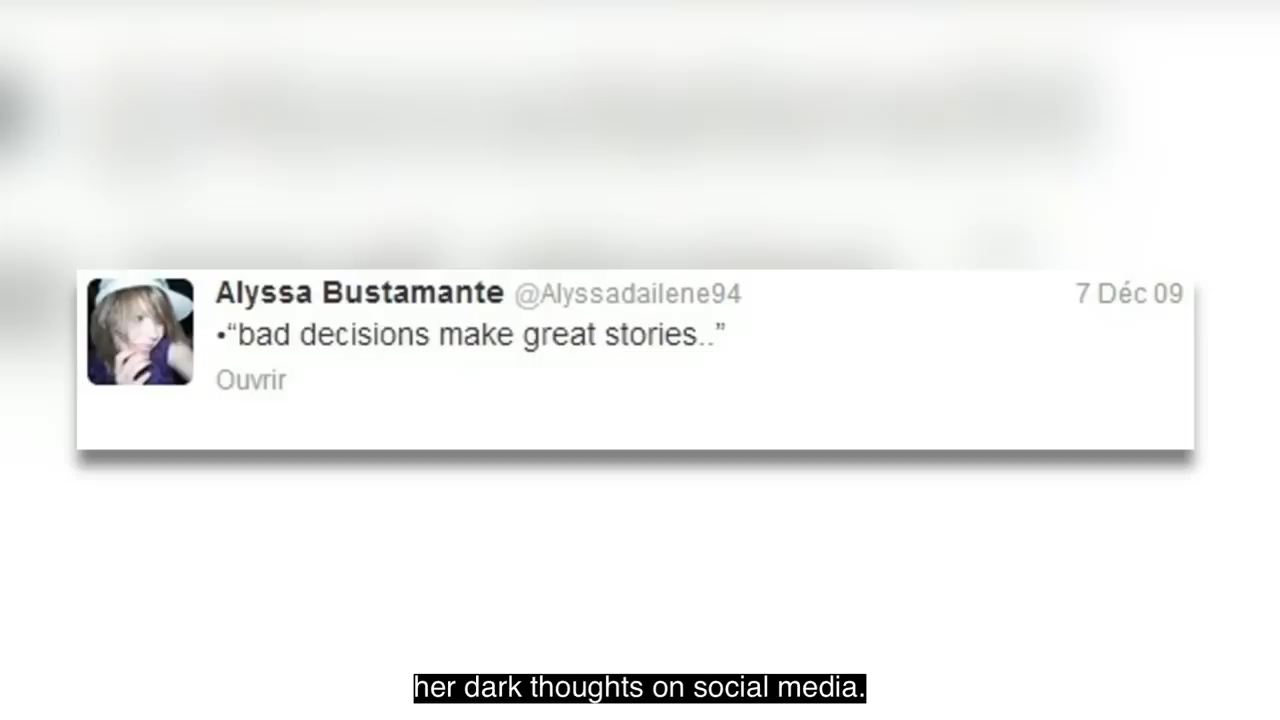 Alyssa Bustamante @Alyssadailene94 7 Déc 09
•“bad decisions make great stories..”
Ouvrir
her dark thoughts on social media.